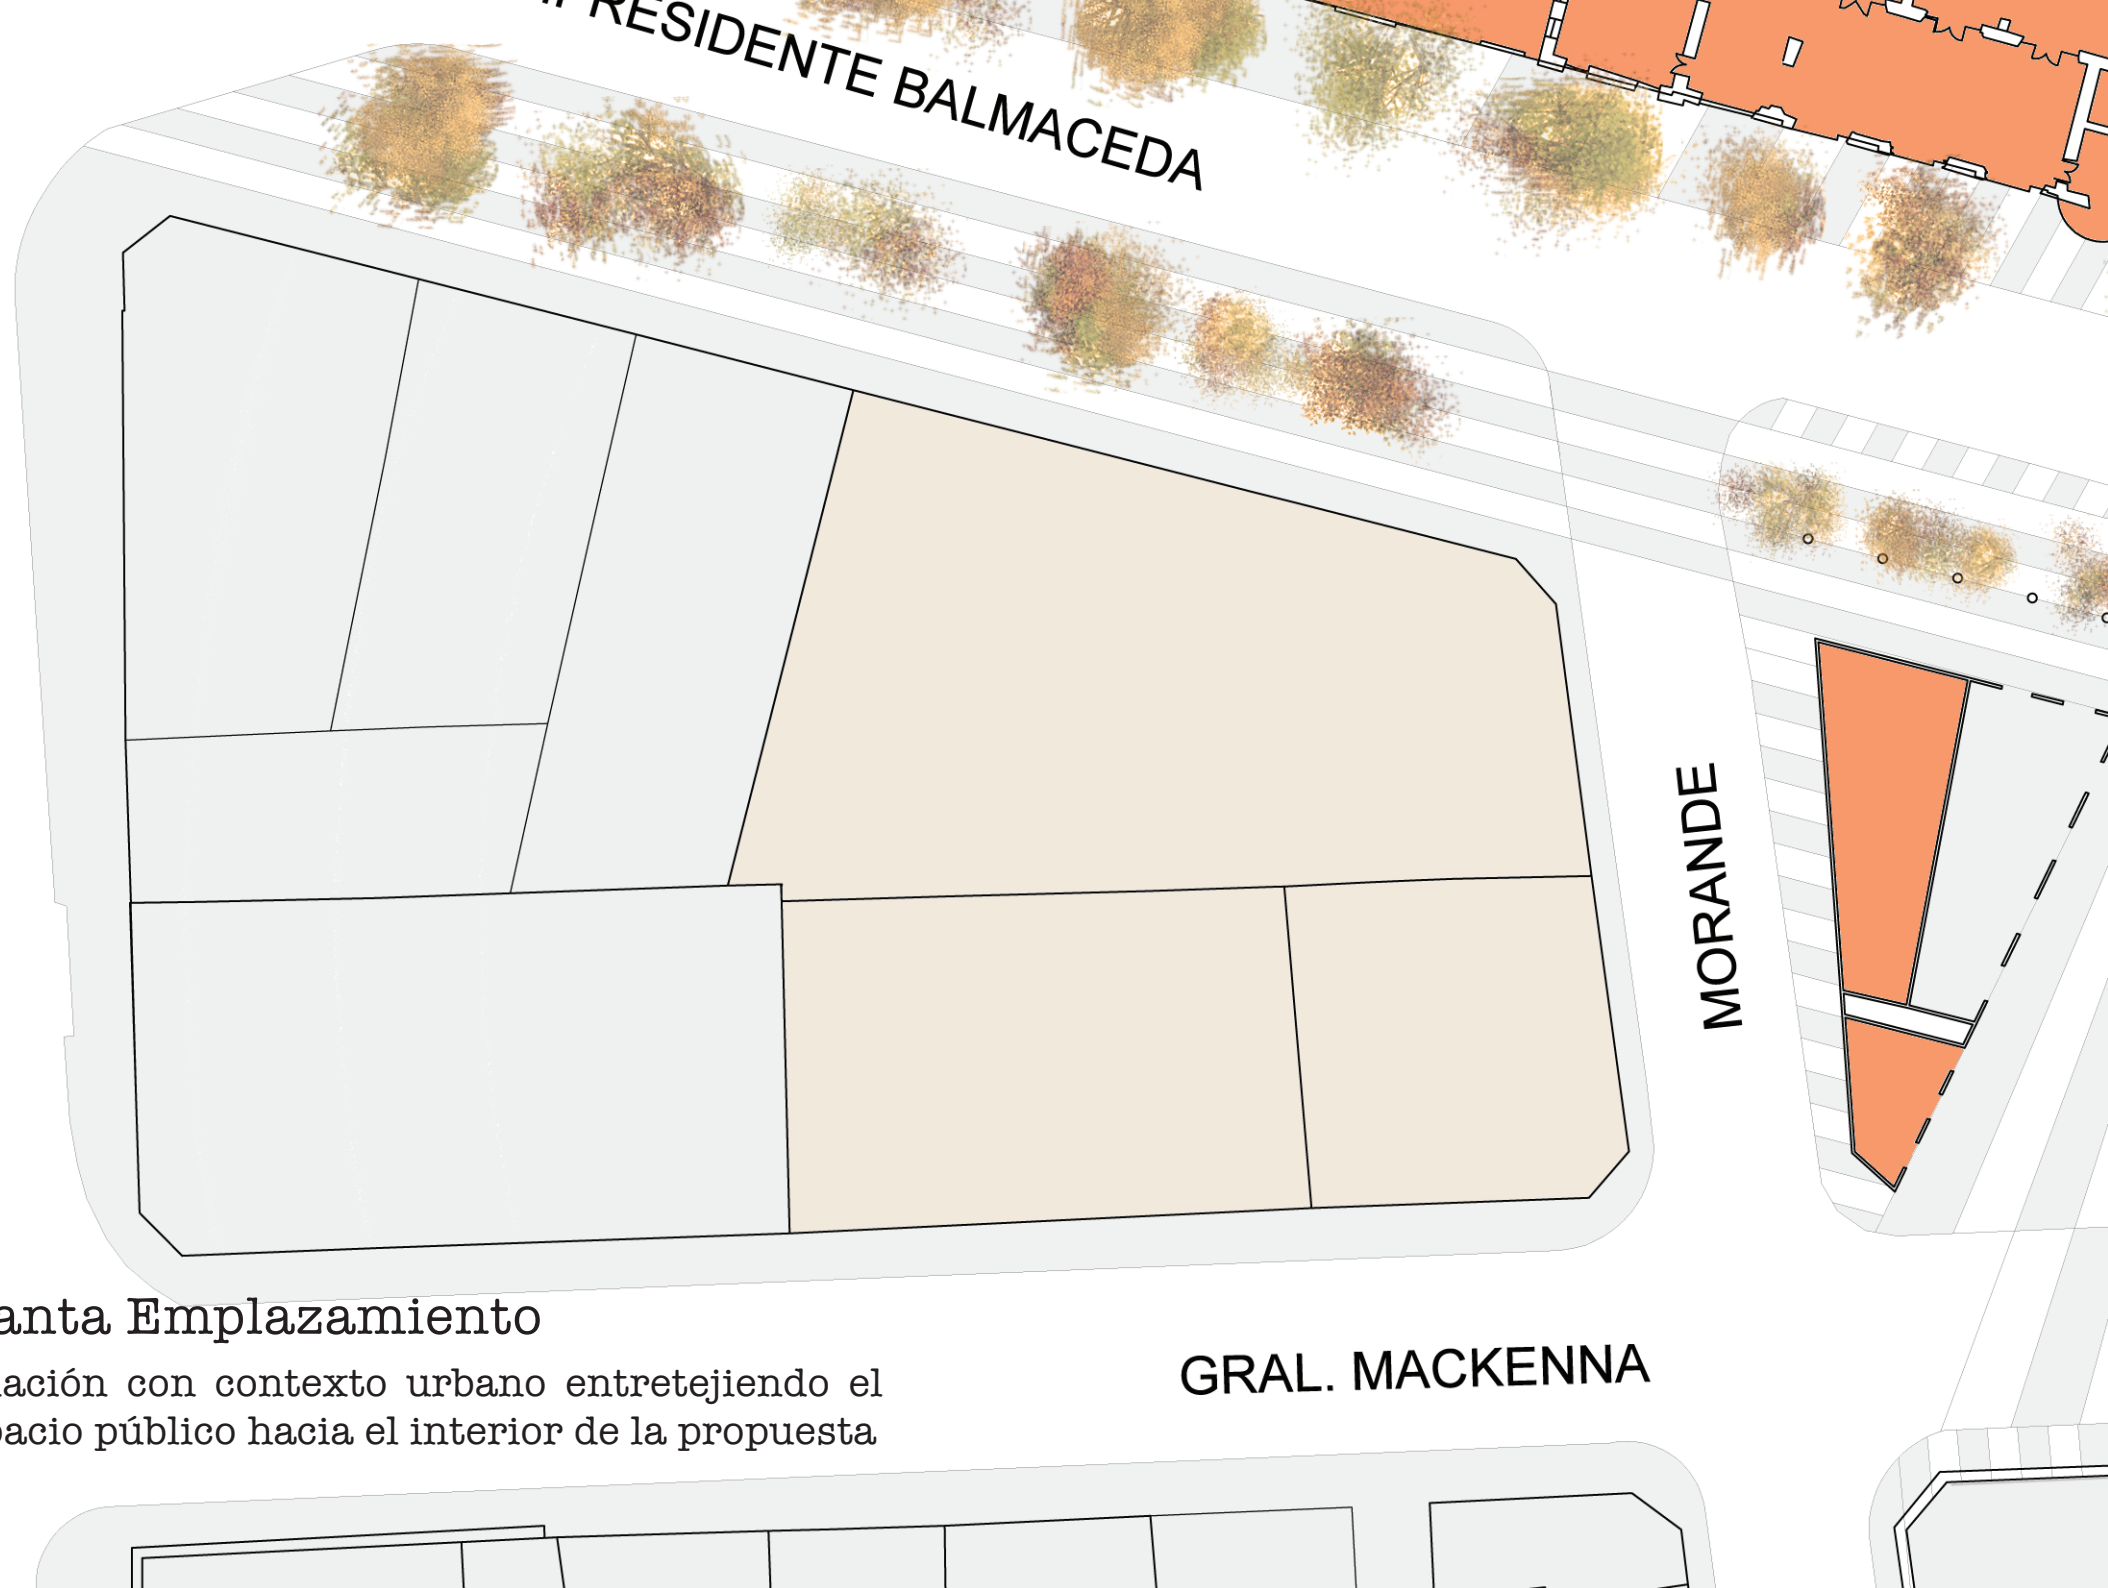 PRESIDENTE BALMACEDA
MORANDE
anta Emplazamiento
ación con contexto urbano entretejiendo el
pacio público hacia el interior de la propuesta
GRAL. MACKENNA